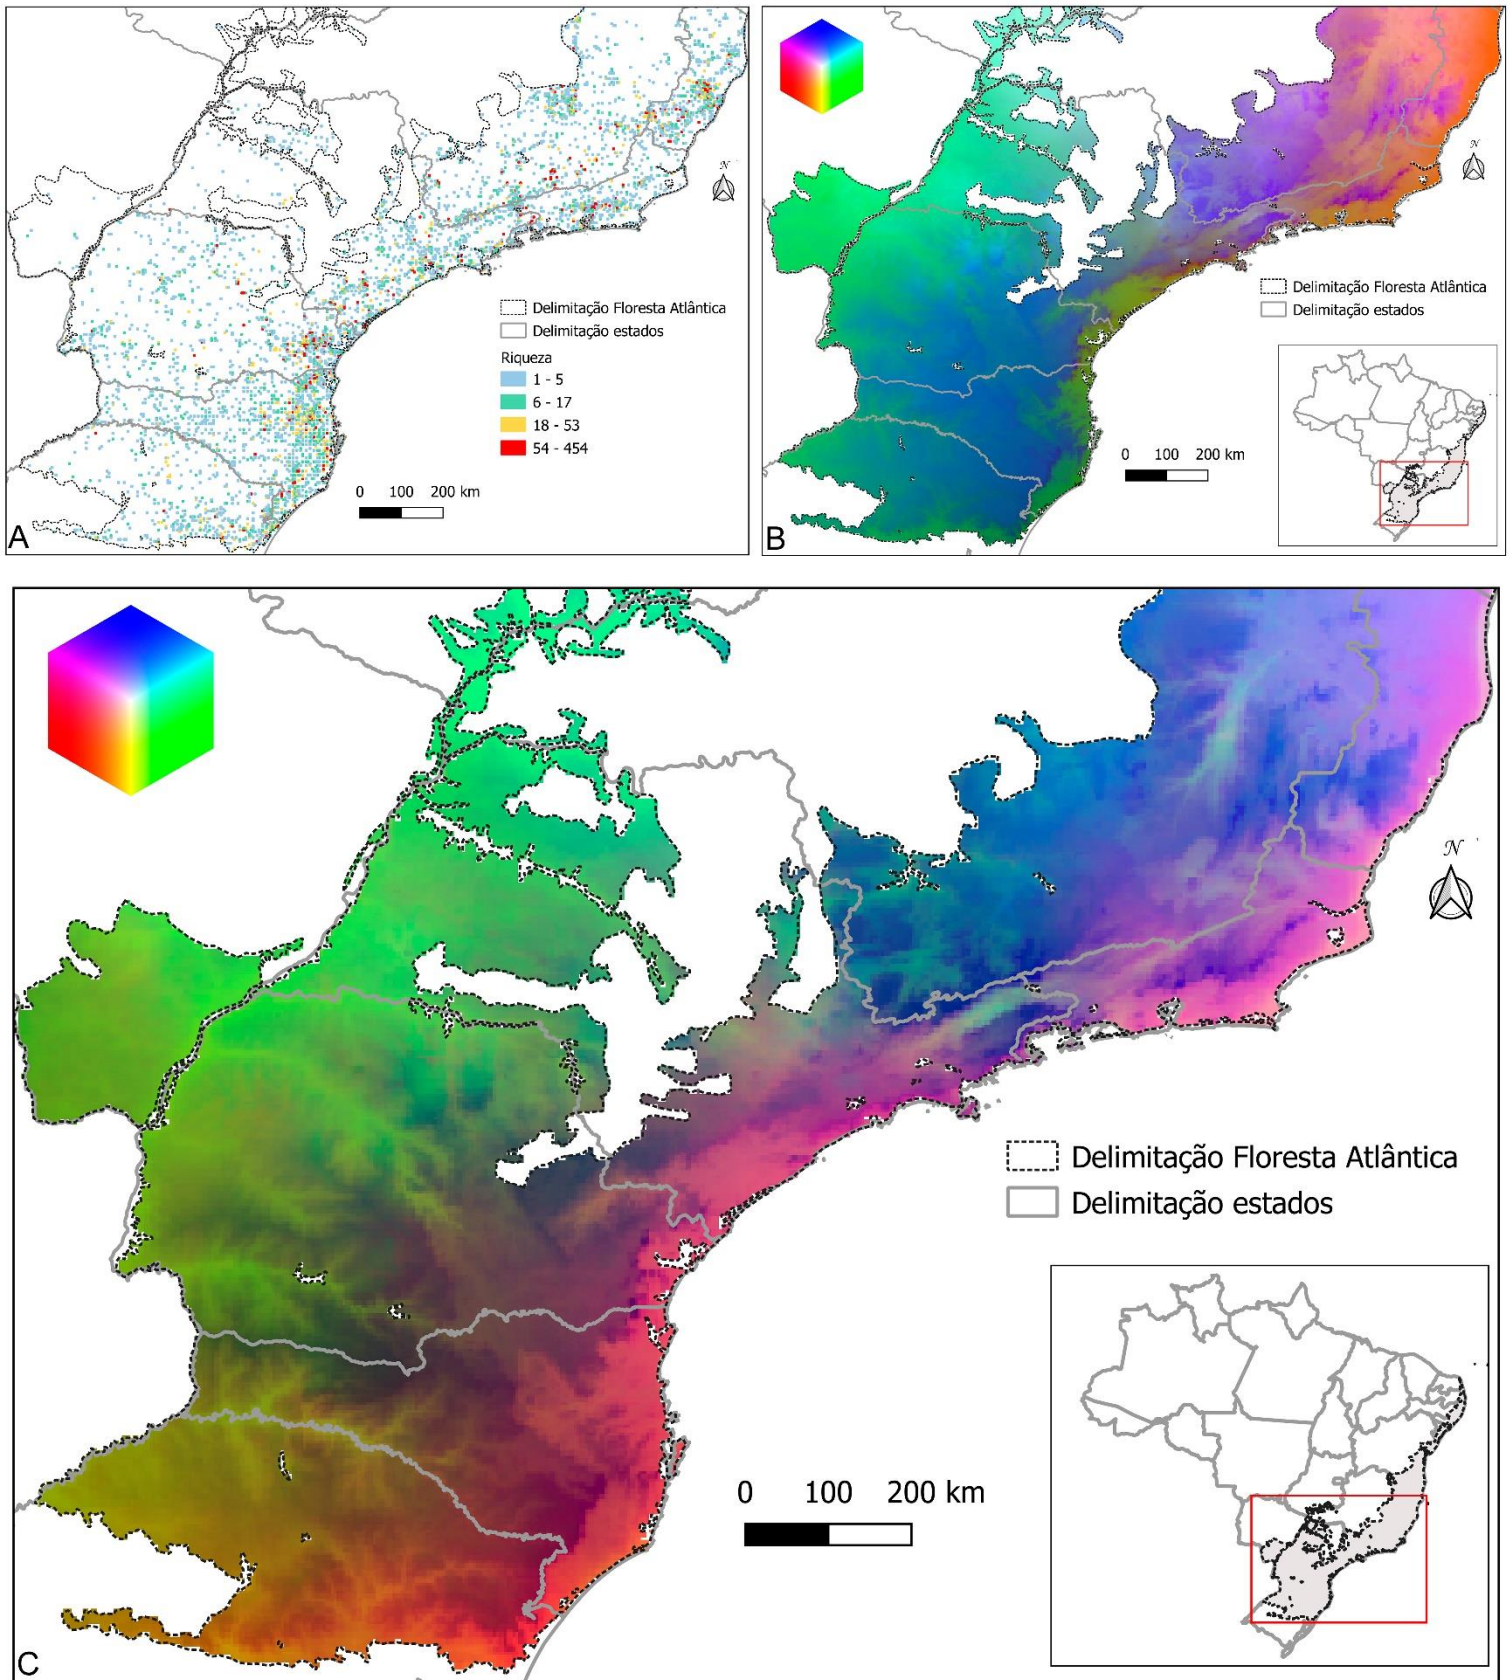 N
Delimitação Floresta Atlântica
Delimitação estados
Riqueza
1 - 5
6 - 17
18 - 53
54 - 454
0 100 200 km
A
N
Delimitação Floresta Atlântica
Delimitação estados
0 100 200 km
B
N
Delimitação Floresta Atlântica
Delimitação estados
0 100 200 km
C